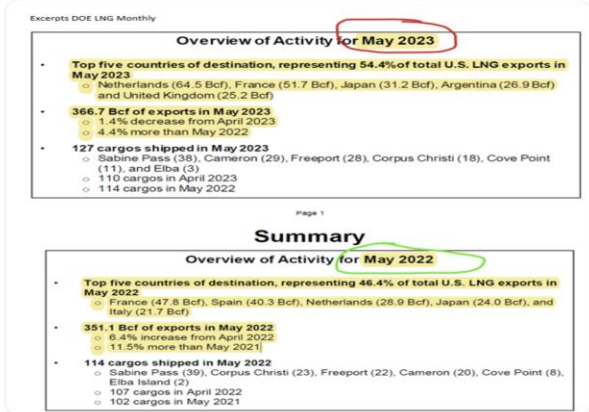 Excerpts DOE LNG Monthly
Overview of Activity for May 2023
• Top five countries of destination, representing 54.4%of total U.S. LNG exports in
May 2023
o Netherlands (64.5 Bcf), France (51.7 Bcf), Japan (31.2 Bcf), Argentina (26.9 Bcf)
and United Kingdom (25.2 Bcf)
• 366.7 Bcf of exports in May 2023
o 1.4% decrease from April 2023
o 4.4% more than May 2022
• 127 cargos shipped in May 2023
o Sabine Pass (38), Cameron (29), Freeport (28), Corpus Christi (18), Cove Point
(11), and Elba (3)
o 110 cargos in April 2023
o 114 cargos in May 2022
Page 1
Summary
Overview of Activity for May 2022
• Top five countries of destination, representing 46.4% of total U.S. LNG exports in
May 2022
o France (47.8 Bcf), Spain (40.3 Bcf), Netherlands (28.9 Bcf), Japan (24.0 Bcf), and
Italy (21.7 Bcf)
• 351.1 Bcf of exports in May 2022
o 6.4% increase from April 2022
o 11.5% more than May 2021
• 114 cargos shipped in May 2022
o Sabine Pass (39), Corpus Christi (23), Freeport (22), Cameron (20), Cove Point (8),
Elba Island (2)
o 107 cargos in April 2022
o 102 cargos in May 2021